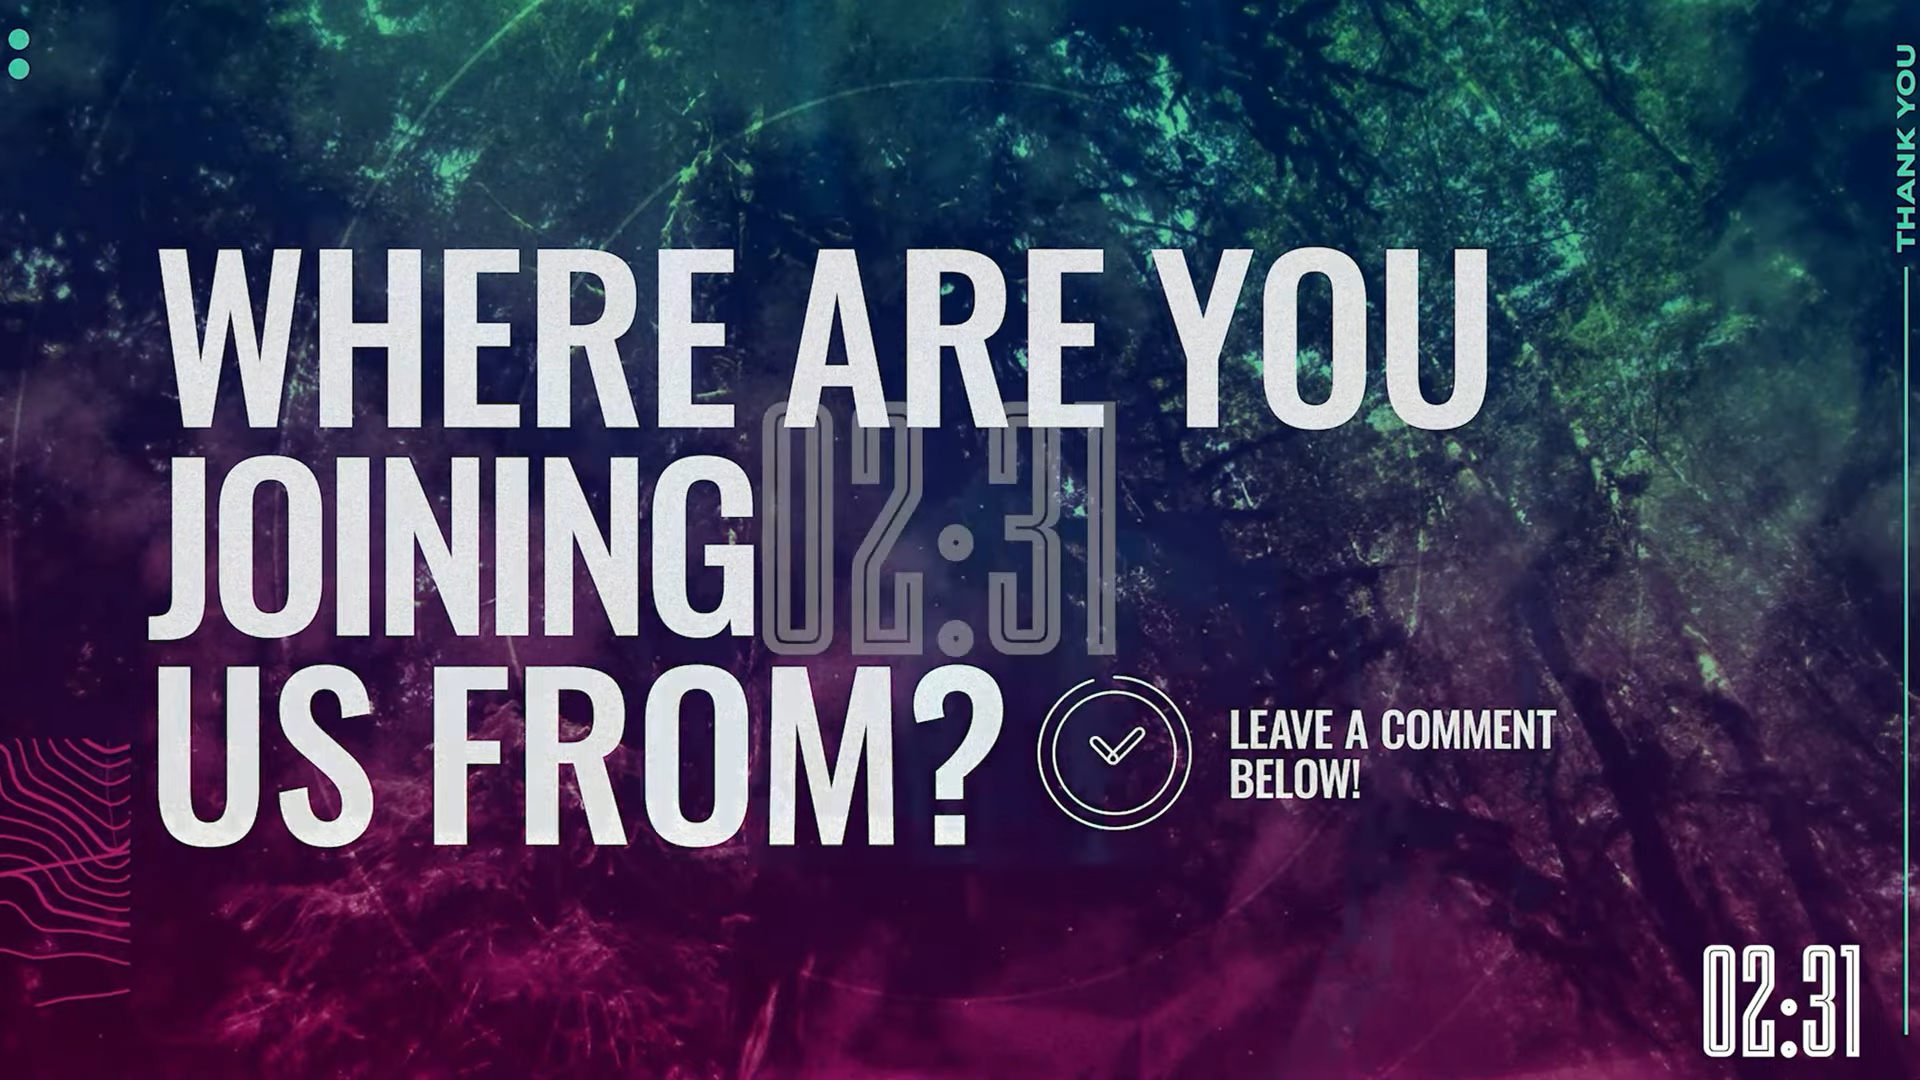 THANK YOU
WHERE ARE YOU
JOINING
02:31
US FROM?
LEAVE A COMMENT
BELOW!
02:31